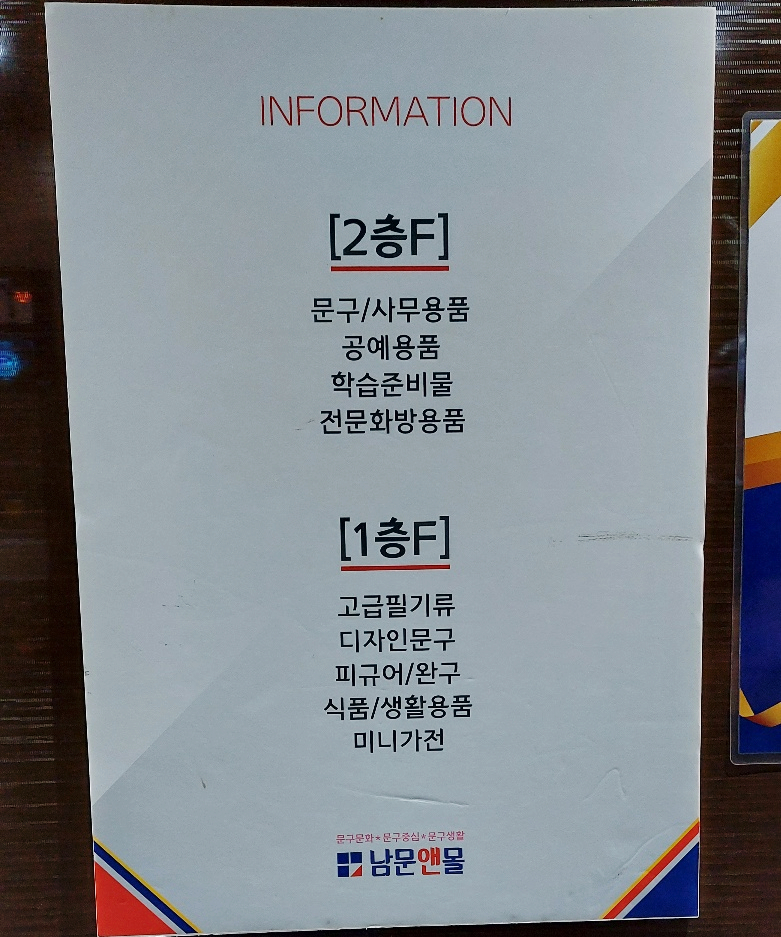 INFORMATION
[2층F]
문구/사무용품
공예용품
학습준비물
전문화방용품
[1층F]
고급필기류
디자인문구
피규어/완구
식품/생활용품
미니가전
문구문화*문구중심*문구생활
남문앤몰